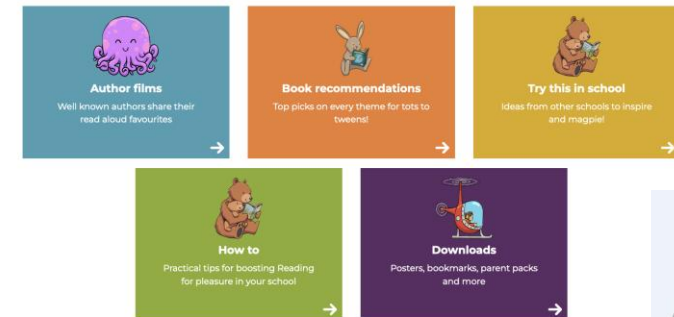 Author films
Well known authors share their
read aloud favourites
Book recommendations
Top picks on every theme for tots to
tweens!
Try this in school
Ideas from other schools to inspire
and magpie!
How to
Practical tips for boosting Reading
for pleasure in your school
Downloads
Posters, bookmarks, parent packs
and more